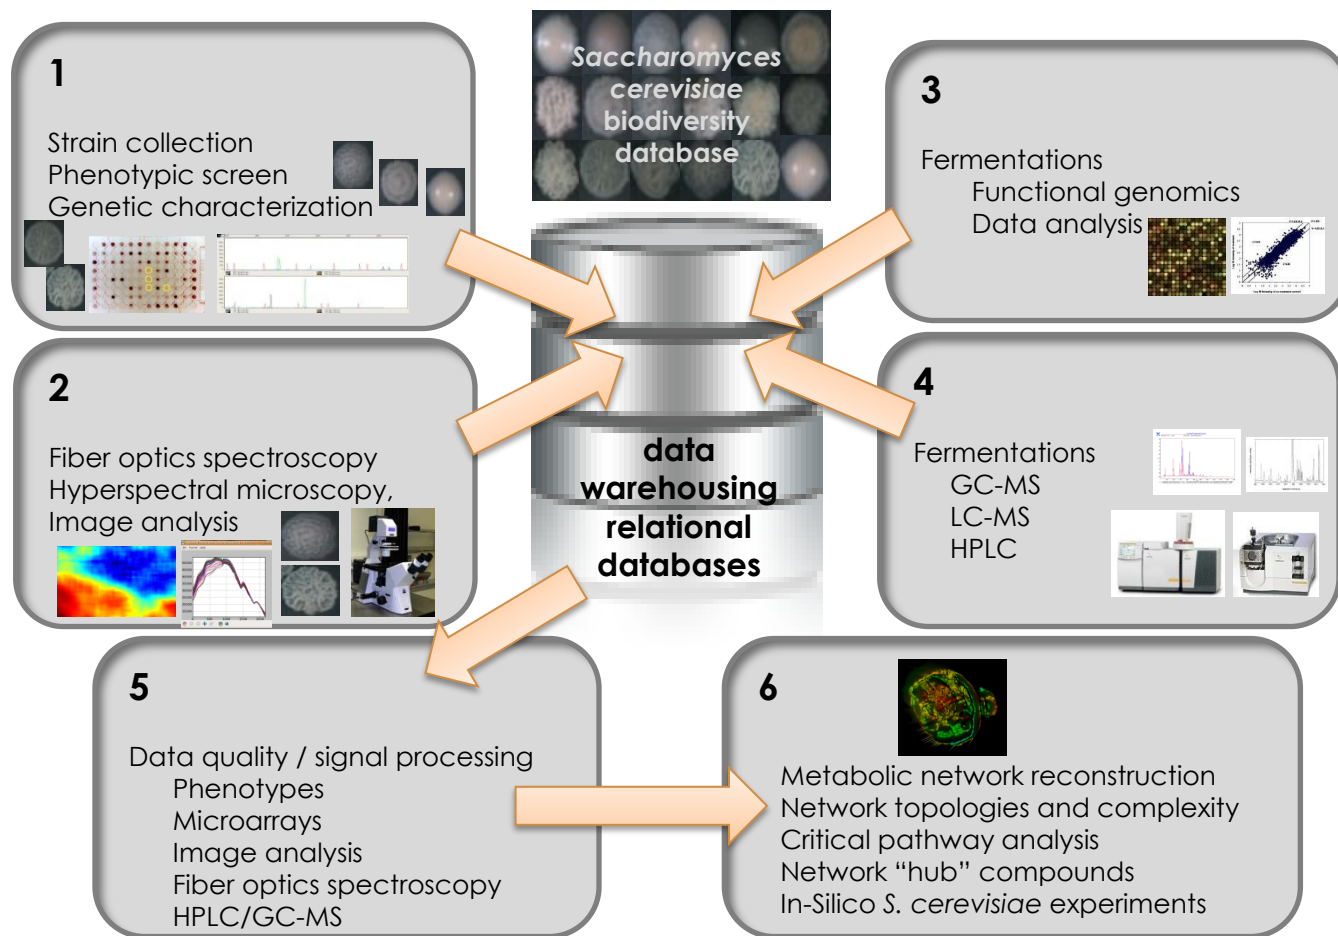 Saccharomyces
cerevisiae
biodiversity
database
1
Strain collection
Phenotypic screen
Genetic characterization
3
Fermentations
Functional genomics
Data analysis
2
Fiber optics spectroscopy
Hyperspectral microscopy,
Image analysis
4
Fermentations
GC-MS
LC-MS
HPLC
data
warehousing
relational
databases
5
Data quality / signal processing
Phenotypes
Microarrays
Image analysis
Fiber optics spectroscopy
HPLC/GC-MS
6
Metabolic network reconstruction
Network topologies and complexity
Critical pathway analysis
Network “hub” compounds
In-Silico S. cerevisiae experiments